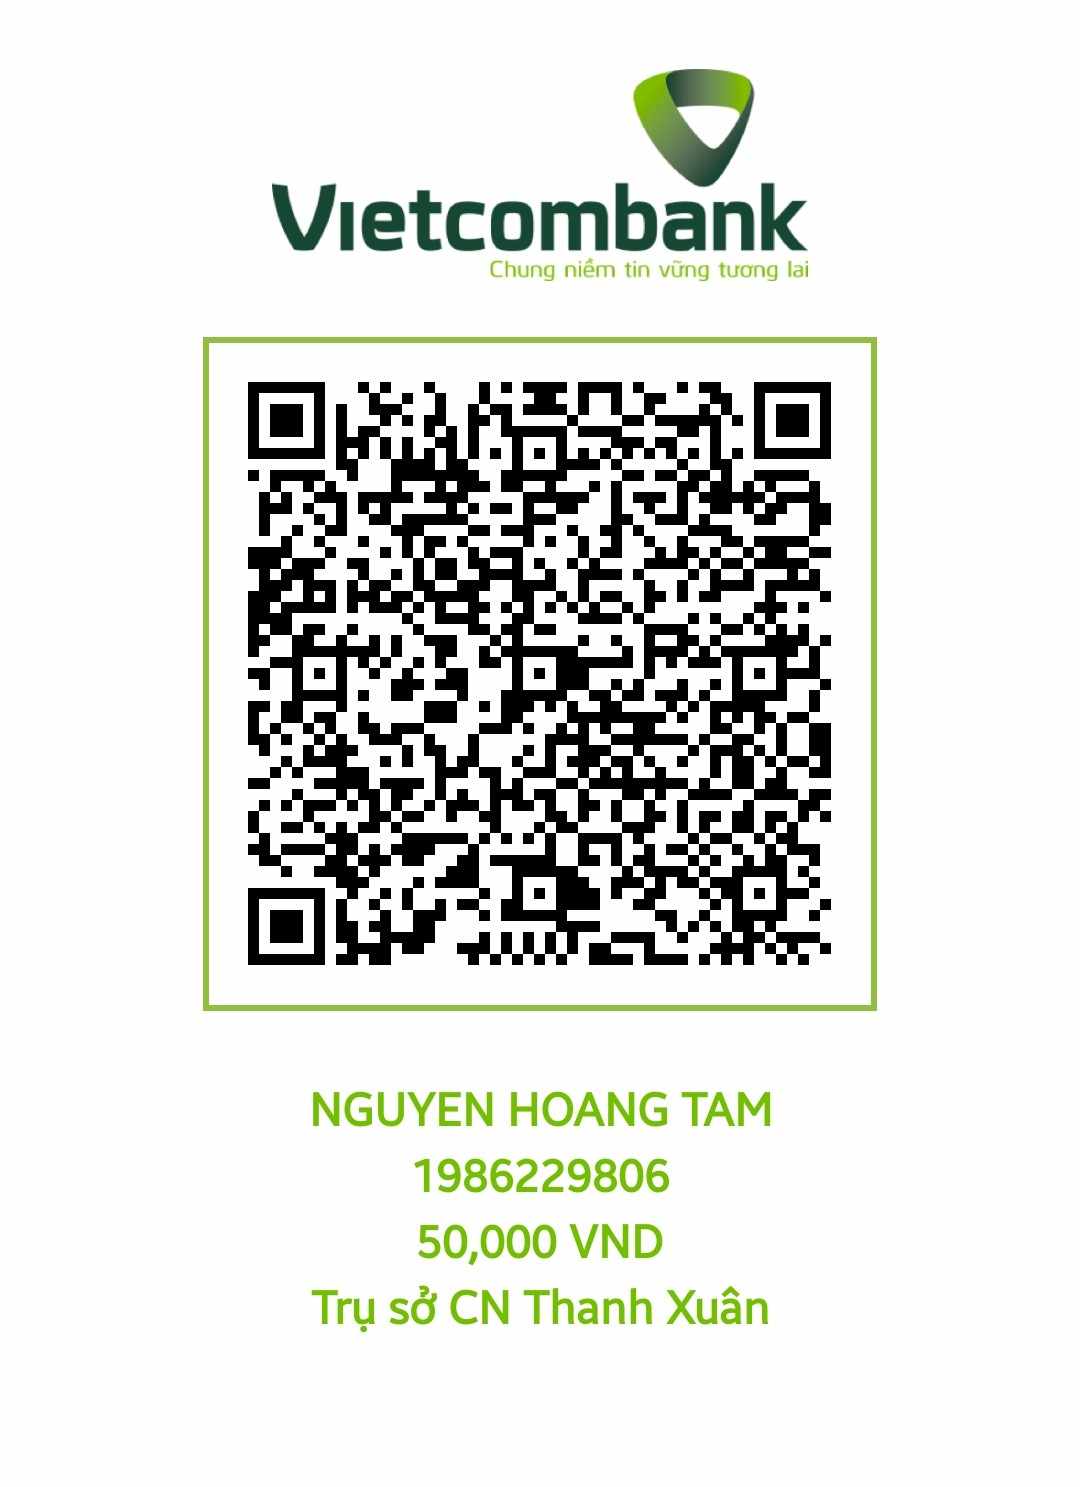 Vietcombank
Chung niềm tin vững tương lai
NGUYEN HOANG TAM
1986229806
50,000 VND
Trụ sở CN Thanh Xuân